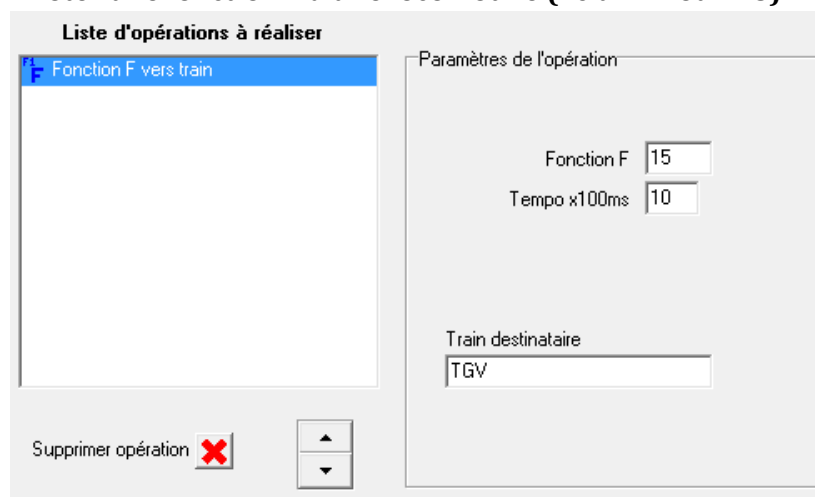 Liste d'opérations à réaliser
F1
F Fonction F vers train
Paramètres de l'opération
Fonction F 15
Tempo x100ms 10
Train destinataire
TGV
Supprimer opération